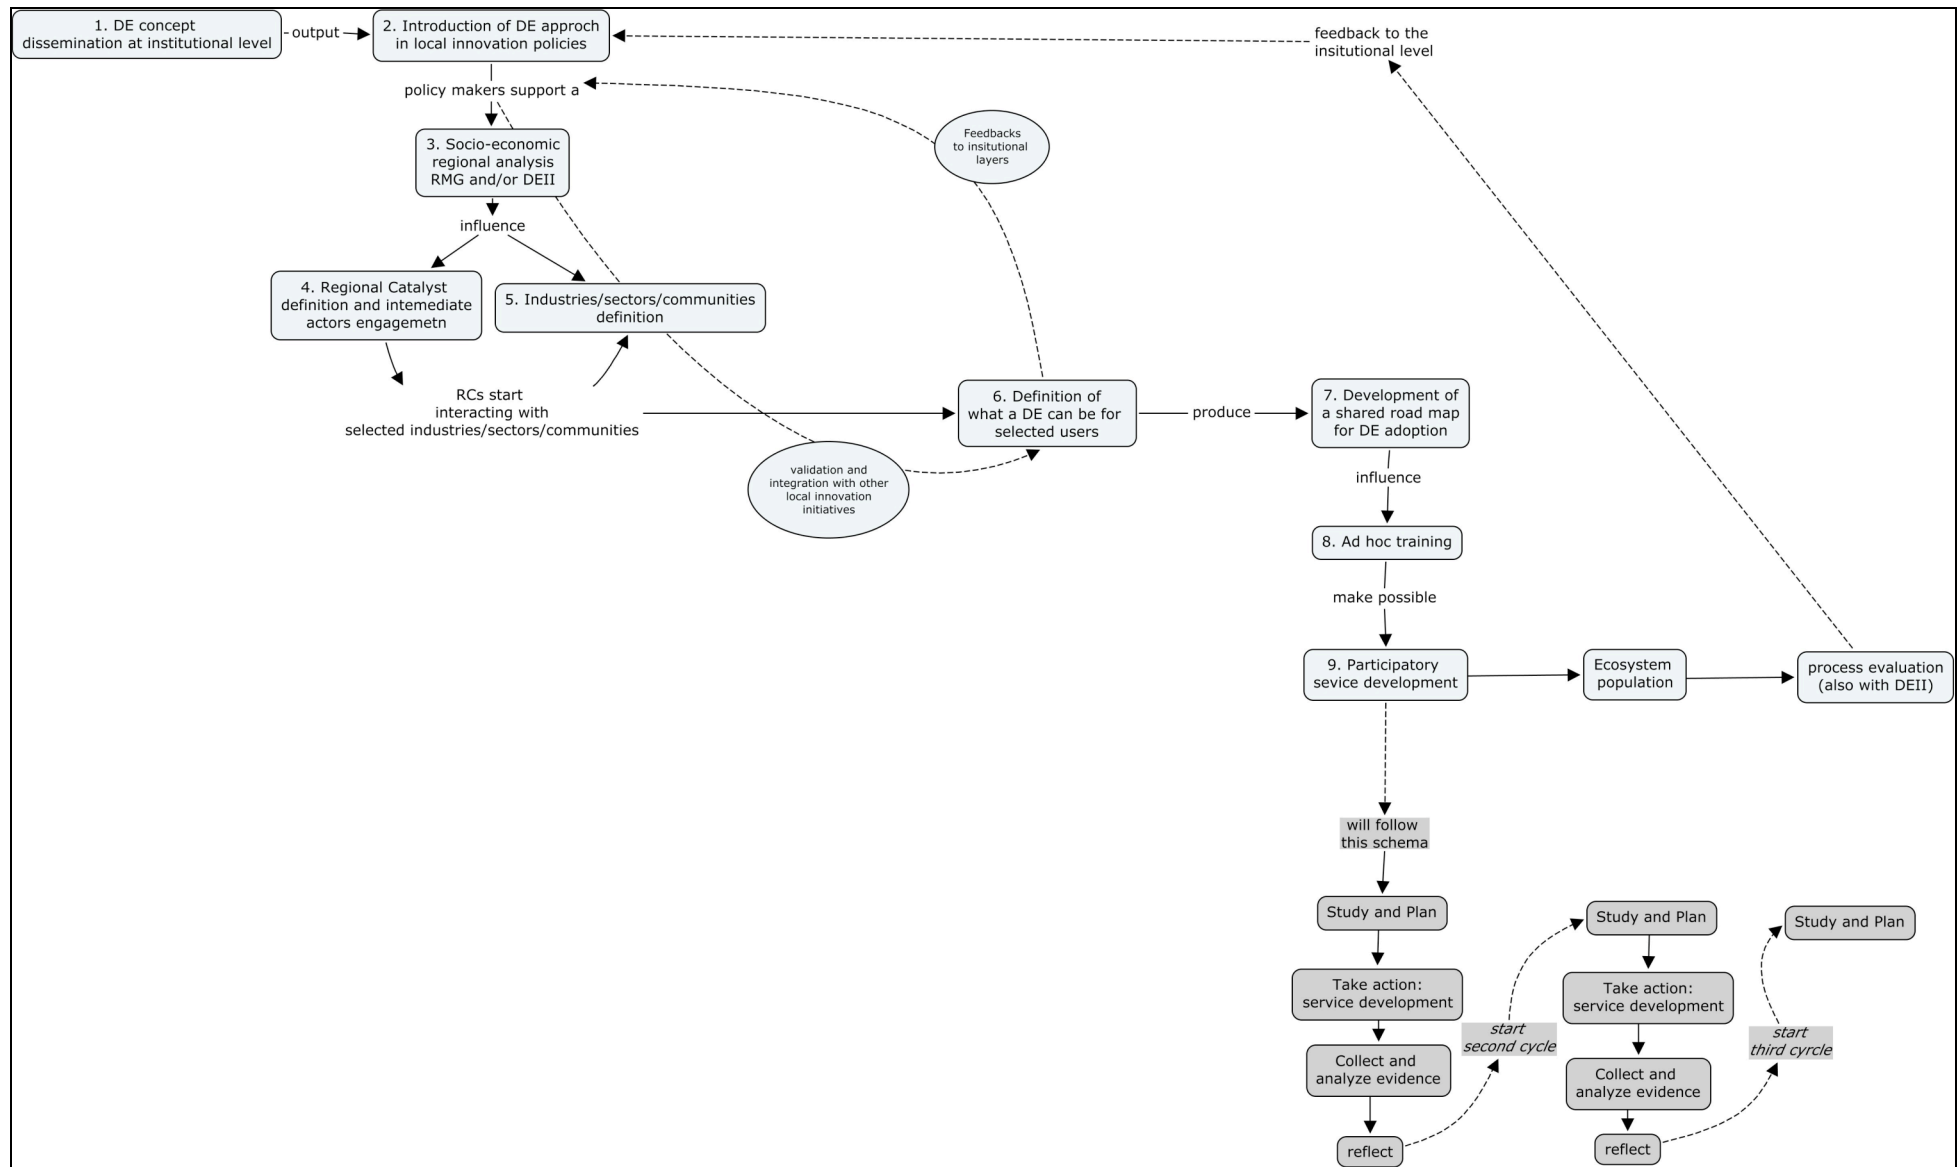 1. DE concept
dissemination at institutional level
output
2. Introduction of DE approch
in local innovation policies
feedback to the
insitutional level
policy makers support a
3. Socio-economic
regional analysis
RMG and/or DEII
Feedbacks
to insitutional
layers
influence
4. Regional Catalyst
definition and intemediate
actors engagemetn
5. Industries/sectors/communities
definition
RCs start
interacting with
selected industries/sectors/communities
6. Definition of
what a DE can be for
selected users
produce
7. Development of
a shared road map
for DE adoption
validation and
integration with other
local innovation
initiatives
influence
8. Ad hoc training
make possible
9. Participatory
sevice development
Ecosystem
population
process evaluation
(also with DEII)
will follow
this schema
Study and Plan
Take action:
service development
Collect and
analyze evidence
reflect
start
second cycle
Study and Plan
Take action:
service development
Collect and
analyze evidence
reflect
start
third cyrcle
Study and Plan